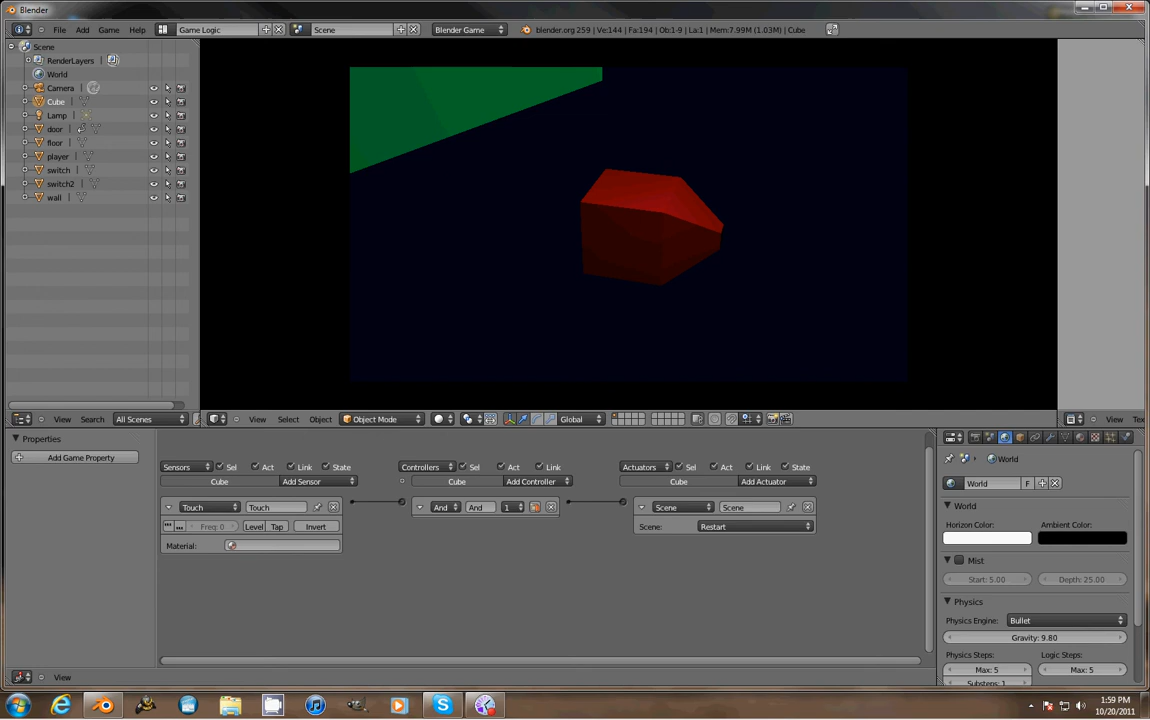 Blender
File Add Game Help Game Logic Scene Blender Game blender.org 259 | Ve:144 | Fa:194 | Ob:1-9 | La:1 | Mem:7.99M (1.03M) | Cube
Scene
RenderLayers |
World
Camera |
Cube |
Lamp |
door |
floor |
player |
switch |
switch2 |
wall |
View Search All Scenes View Select Object Object Mode Global View Tex
Properties
Add Game Property
Sensors Sel Act Link State Controllers Sel Act Link Actuators Sel Act Link State
Cube Add Sensor Cube Add Controller Cube Add Actuator
Touch Touch And And 1 Scene Scene
Freq: 0 Level Tap Invert Scene: Restart
Material:
World
World F
World
Horizon Color: Ambient Color:
Mist
Start: 5.00 Depth: 25.00
Physics
Physics Engine: Bullet
Gravity: 9.80
Physics Steps: Logic Steps:
Max: 5 Max: 5
Substeps: 1
View
1:59 PM
10/20/2011